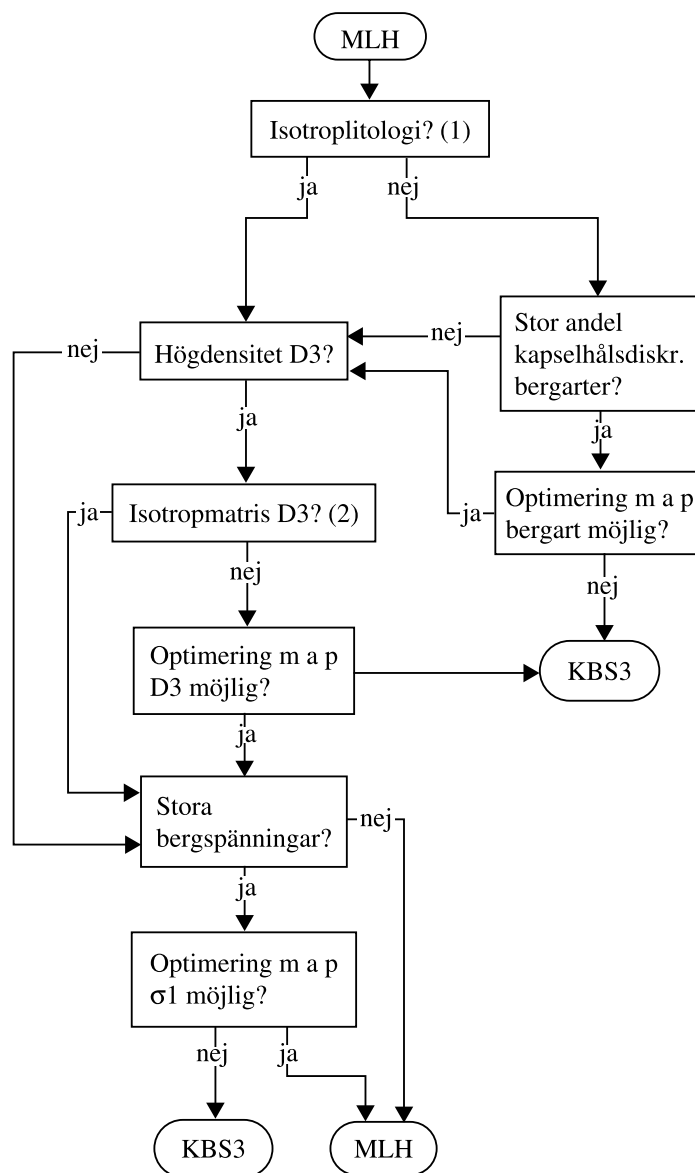 MLH
Isotroplitologi? (1)
ja
nej
Stor andel
kapselhålsdiskr.
bergarter?
nej
nej
Högdensitet D3?
ja
ja
Optimering m a p
bergart möjlig?
ja
ja
Isotropmatris D3? (2)
nej
nej
Optimering m a p
D3 möjlig?
KBS3
ja
Stora
bergspänningar?
nej
ja
Optimering m a p
σ1 möjlig?
nej
ja
KBS3
MLH